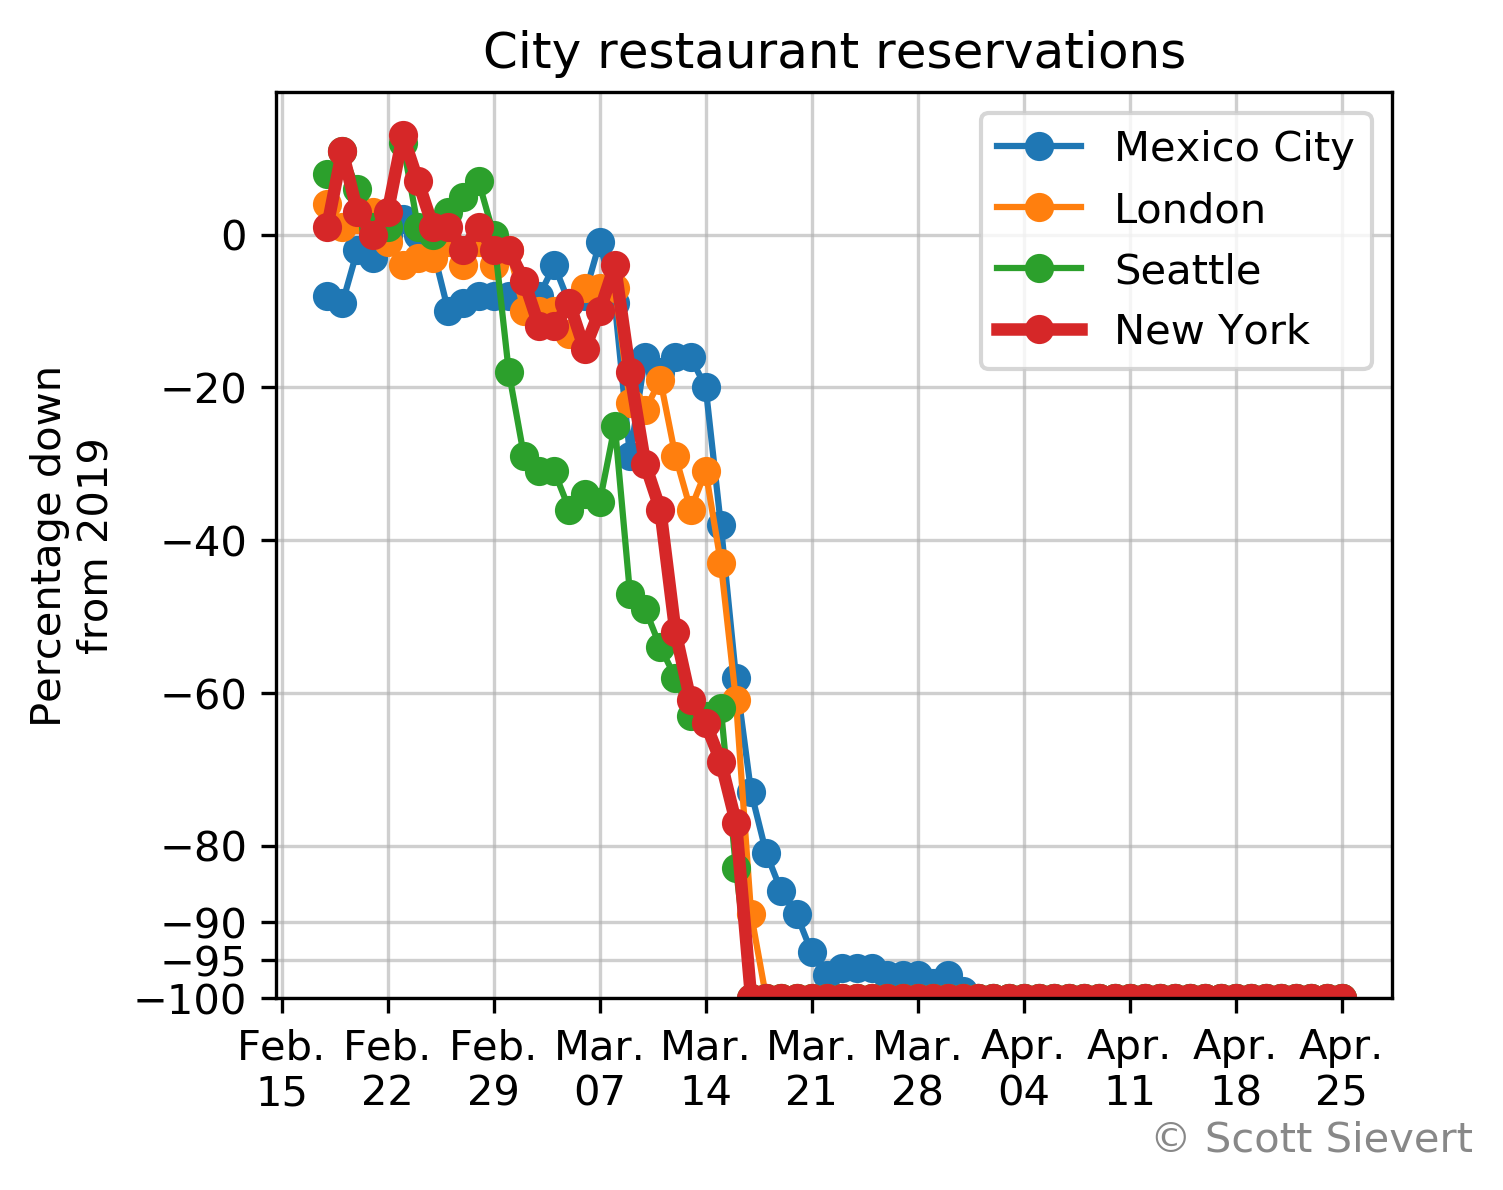 City restaurant reservations
Mexico City
London
Seattle
New York
Percentage down
from 2019
0
−20
−40
−60
−80
−90
−95
−100
Feb. Feb. Feb. Mar. Mar. Mar. Mar. Apr. Apr. Apr. Apr.
15 22 29 07 14 21 28 04 11 18 25
© Scott Sievert